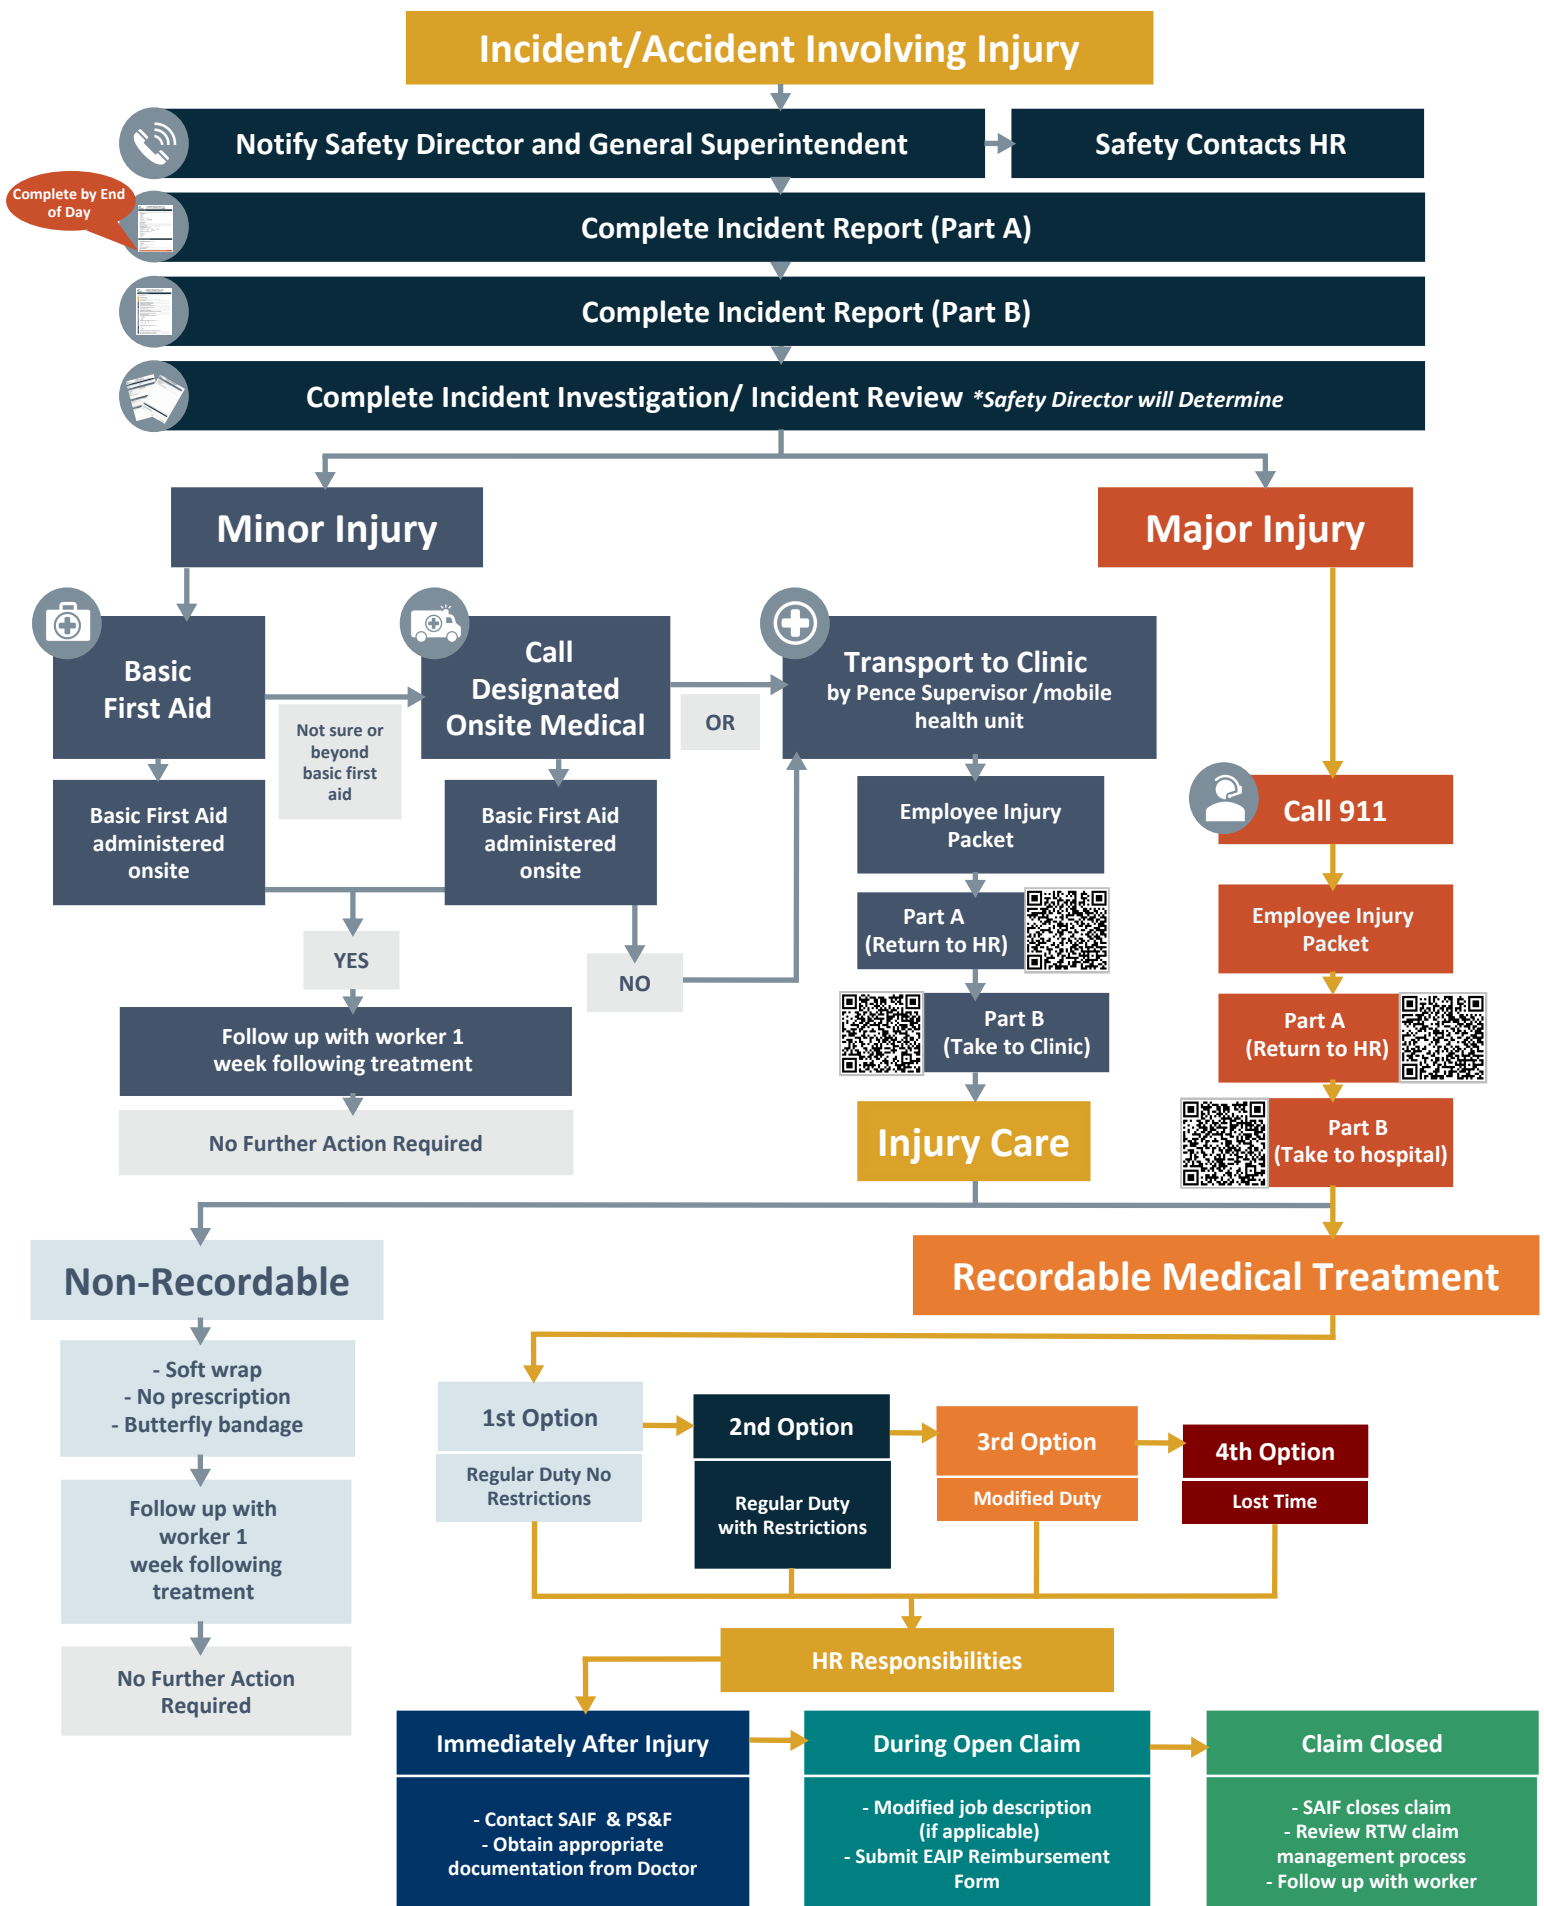 Incident/Accident Involving Injury
Notify Safety Director and General Superintendent
Safety Contacts HR
Complete by End
of Day
Complete Incident Report (Part A)
Complete Incident Report (Part B)
Complete Incident Investigation/ Incident Review *Safety Director will Determine
Minor Injury
Major Injury
Basic
First Aid
Not sure or
beyond
basic first
aid
Call
Designated
Onsite Medical
OR
Transport to Clinic
by Pence Supervisor /mobile
health unit
Call 911
Basic First Aid
administered
onsite
Basic First Aid
administered
onsite
Employee Injury
Packet
Employee Injury
Packet
YES
NO
Part A
(Return to HR)
Part B
(Take to Clinic)
Part A
(Return to HR)
Part B
(Take to hospital)
Follow up with worker 1
week following treatment
No Further Action Required
Injury Care
Non-Recordable
Recordable Medical Treatment
- Soft wrap
- No prescription
- Butterfly bandage
Follow up with
worker 1
week following
treatment
No Further Action
Required
1st Option
Regular Duty No
Restrictions
2nd Option
Regular Duty
with Restrictions
3rd Option
Modified Duty
4th Option
Lost Time
HR Responsibilities
Immediately After Injury
- Contact SAIF & PS&F
- Obtain appropriate
documentation from Doctor
During Open Claim
- Modified job description
(if applicable)
- Submit EAIP Reimbursement
Form
Claim Closed
- SAIF closes claim
- Review RTW claim
management process
- Follow up with worker